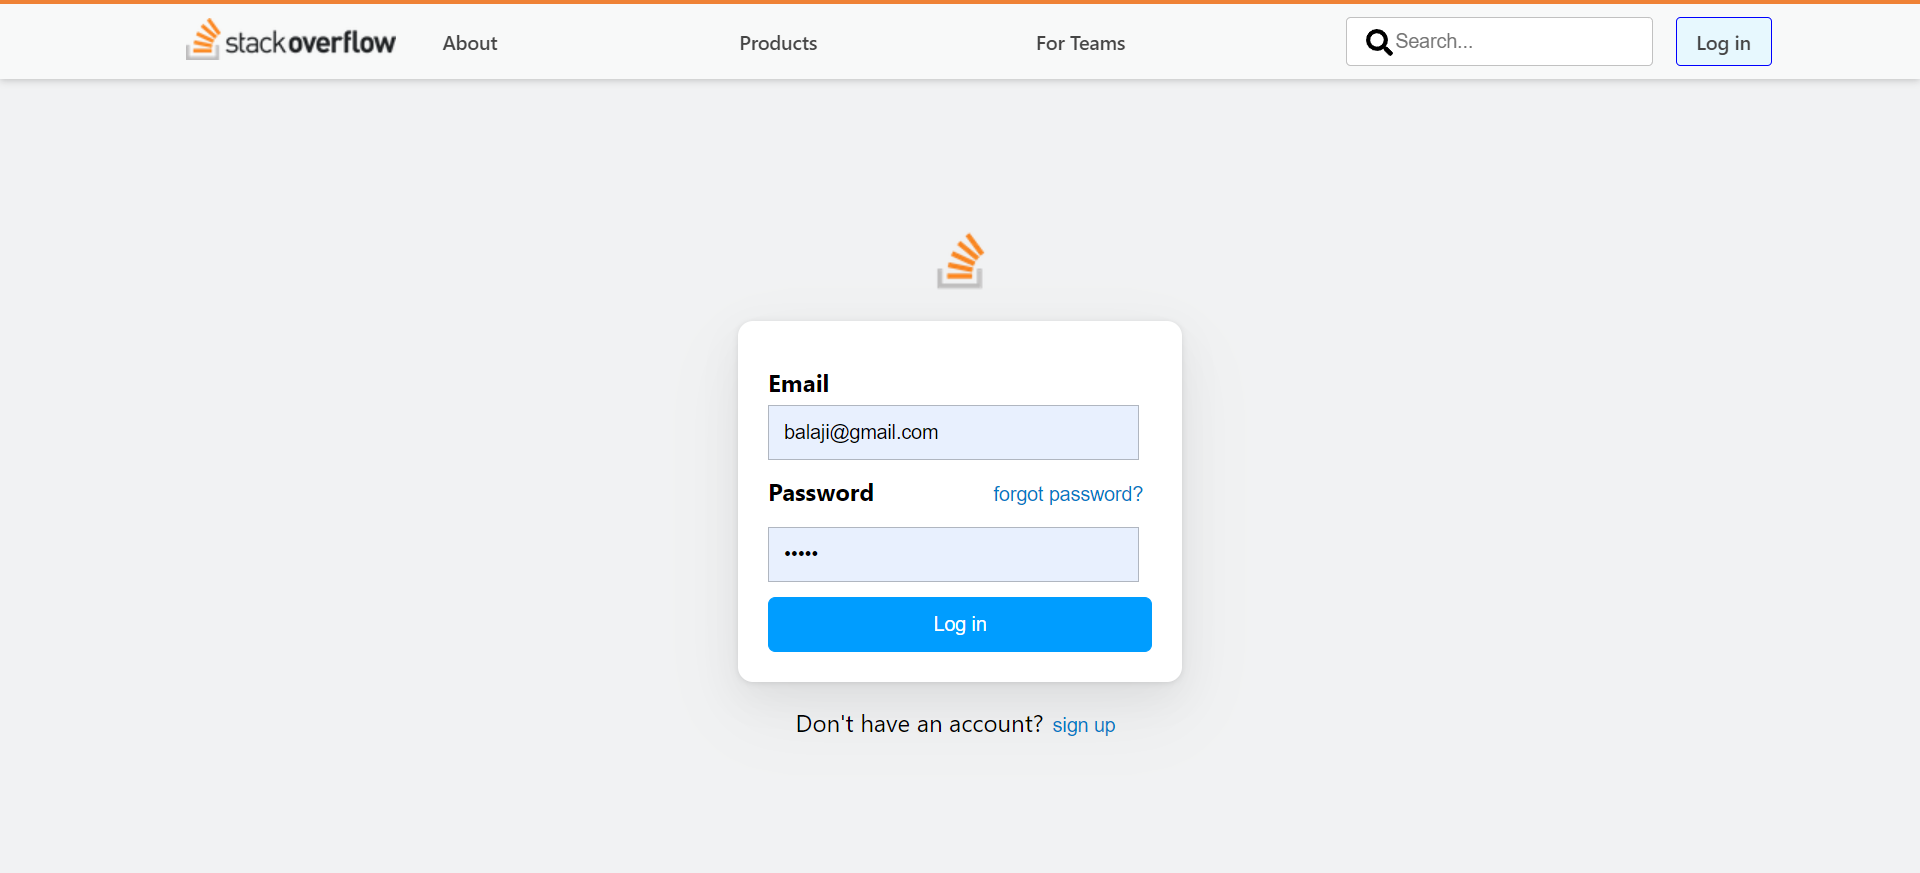 stackoverflow About Products For Teams Search... Log in
Email
balaji@gmail.com
Password forgot password?
•••••
Log in
Don't have an account? sign up